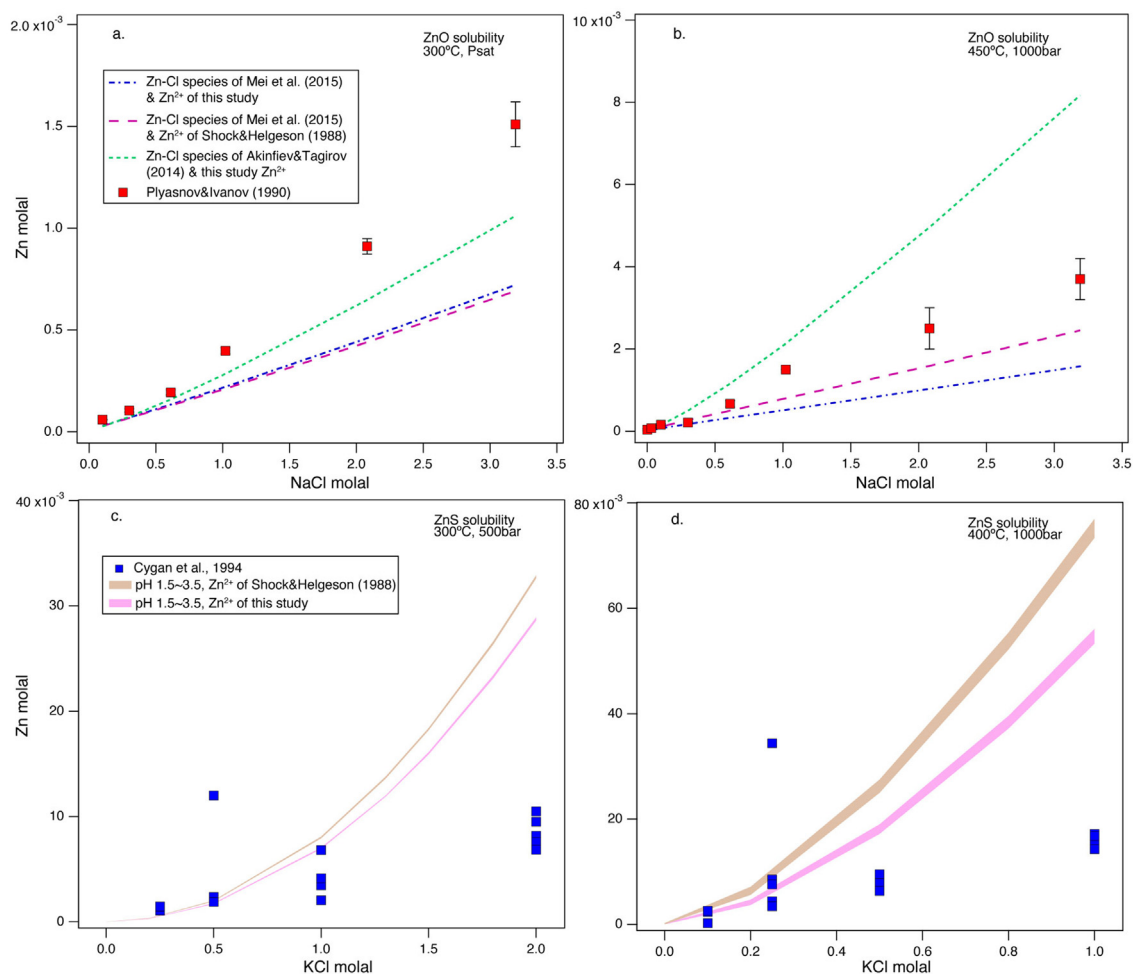 2.0 x10⁻³
a.
ZnO solubility
300ºC, Psat
Zn-Cl species of Mei et al. (2015)
& Zn²⁺ of this study
Zn-Cl species of Mei et al. (2015)
& Zn²⁺ of Shock&Helgeson (1988)
Zn-Cl species of Akinfiev&Tagirov
(2014) & this study Zn²⁺
Plyasnov&Ivanov (1990)
1.5
1.0
0.5
0.0
Zn molal
0.0 0.5 1.0 1.5 2.0 2.5 3.0 3.5
NaCl molal
10 x10⁻³
b.
ZnO solubility
450ºC, 1000bar
8
6
4
2
0
0.0 0.5 1.0 1.5 2.0 2.5 3.0 3.5
NaCl molal
40 x10⁻³
c.
ZnS solubility
300ºC, 500bar
Cygan et al., 1994
pH 1.5~3.5, Zn²⁺ of Shock&Helgeson (1988)
pH 1.5~3.5, Zn²⁺ of this study
30
20
10
0
Zn molal
0.0 0.5 1.0 1.5 2.0
KCl molal
80 x10⁻³
d.
ZnS solubility
400ºC, 1000bar
60
40
20
0
0.0 0.2 0.4 0.6 0.8 1.0
KCl molal